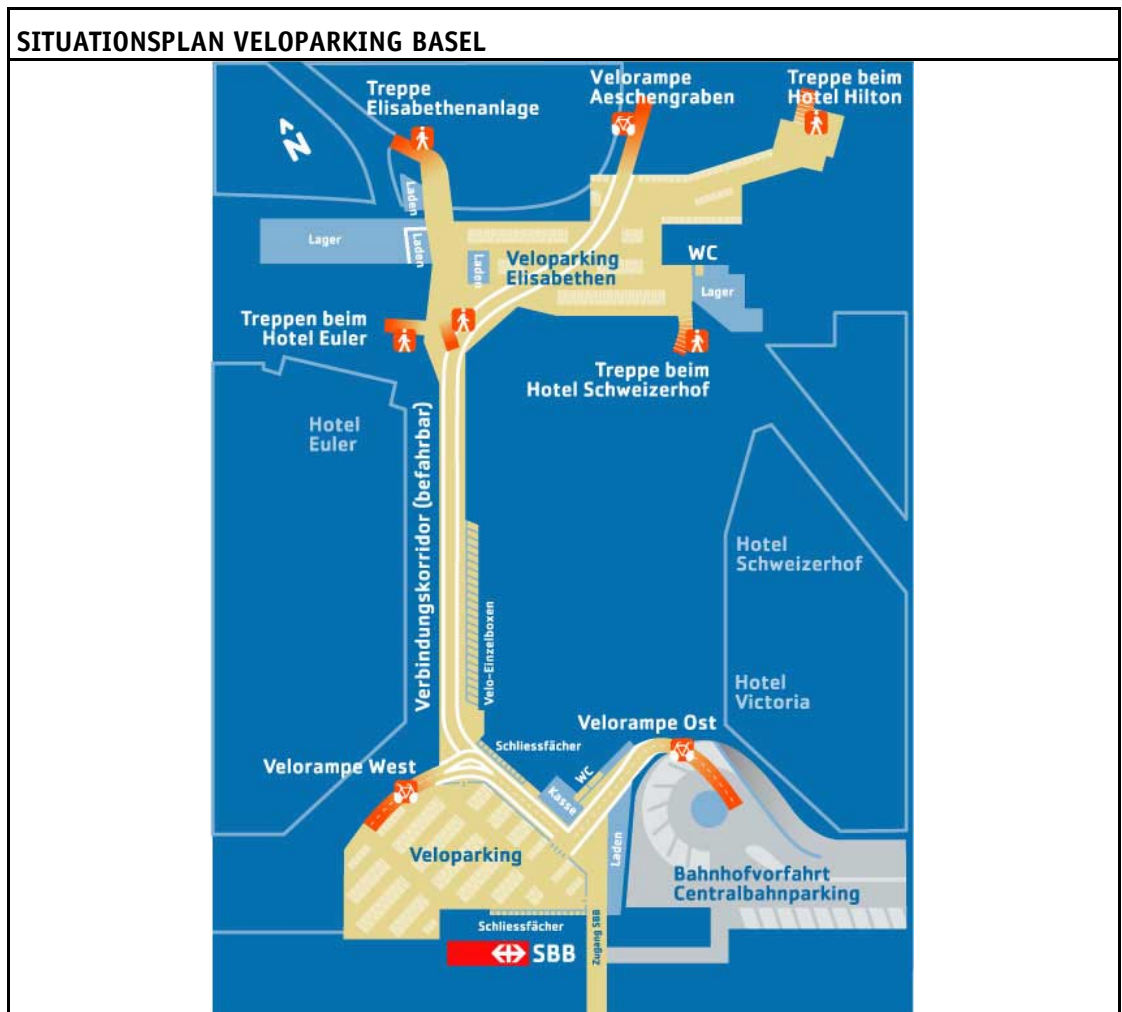 SITUATIONSPLAN VELOPARKING BASEL
Treppe
Elisabethenanlage
Velorampe
Aeschengraben
Treppe beim
Hotel Hilton
N
Laden
Lager
Laden
Laden
Veloparking
Elisabethen
WC
Lager
Treppen beim
Hotel Euler
Treppe beim
Hotel Schweizerhof
Hotel
Euler
Verbindungskorridor (befahrbar)
Hotel
Schweizerhof
Velo-Einzelboxen
Hotel
Victoria
Velorampe Ost
Schliessfächer
Velorampe West
WC
Kasse
Laden
Veloparking
Bahnhofvorfahrt
Centralbahnparking
Schliessfächer
SBB
Zugang SBB